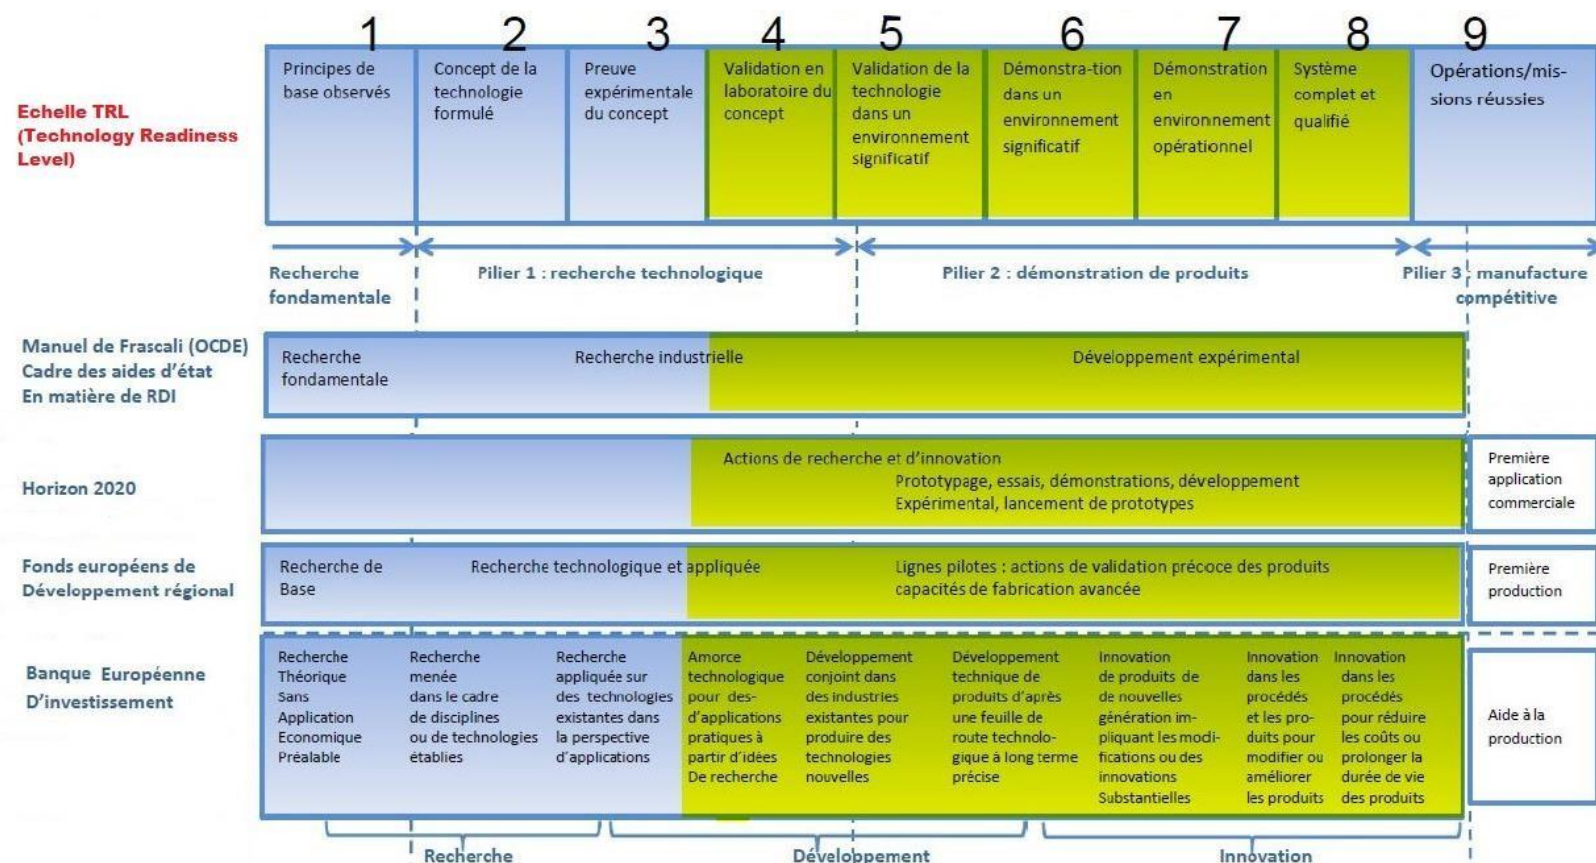 1 2 3 4 5 6 7 8 9
Echelle TRL
(Technology Readiness
Level)
Principes de
base observés
Concept de la
technologie
formulé
Preuve
expérimentale
du concept
Validation en
laboratoire du
concept
Validation de la
technologie
dans un
environnement
significatif
Démonstra-tion
dans un
environnement
significatif
Démonstration
en
environnement
opérationnel
Système
complet et
qualifié
Opérations/mis-
sions réussies
Recherche
fondamentale
Pilier 1 : recherche technologique
Pilier 2 : démonstration de produits
Pilier 3 : manufacture
compétitive
Manuel de Frascali (OCDE)
Cadre des aides d'état
En matière de RDI
Recherche
fondamentale
Recherche industrielle
Développement expérimental
Horizon 2020
Actions de recherche et d'innovation
Prototypage, essais, démonstrations, développement
Expérimental, lancement de prototypes
Première
application
commerciale
Fonds européens de
Développement régional
Recherche de
Base
Recherche technologique et appliquée
Lignes pilotes : actions de validation précoce des produits
capacités de fabrication avancée
Première
production
Banque Européenne
D'investissement
Recherche
Théorique
Sans
Application
Economique
Préalable
Recherche
menée
dans le cadre
de disciplines
ou de technologies
établies
Recherche
appliquée sur
des technologies
existantes dans
la perspective
d'applications
Amorce
technologique
pour des-
d'applications
pratiques à
partir d'idées
De recherche
Développement
conjoint dans
des industries
existantes pour
produire des
technologies
nouvelles
Développement
technique de
produits d'après
une feuille de
route technolo-
gique à long terme
précise
Innovation
de produits de
de nouvelles
génération im-
pliquant les modi-
fications ou des
innovations
Substantielles
Innovation
dans les
procédés
et les pro-
duits pour
modifier ou
améliorer
les produits
Innovation
dans les
procédés
pour réduire
les coûts ou
prolonger la
durée de vie
des produits
Aide à la
production
Recherche
Développement
Innovation